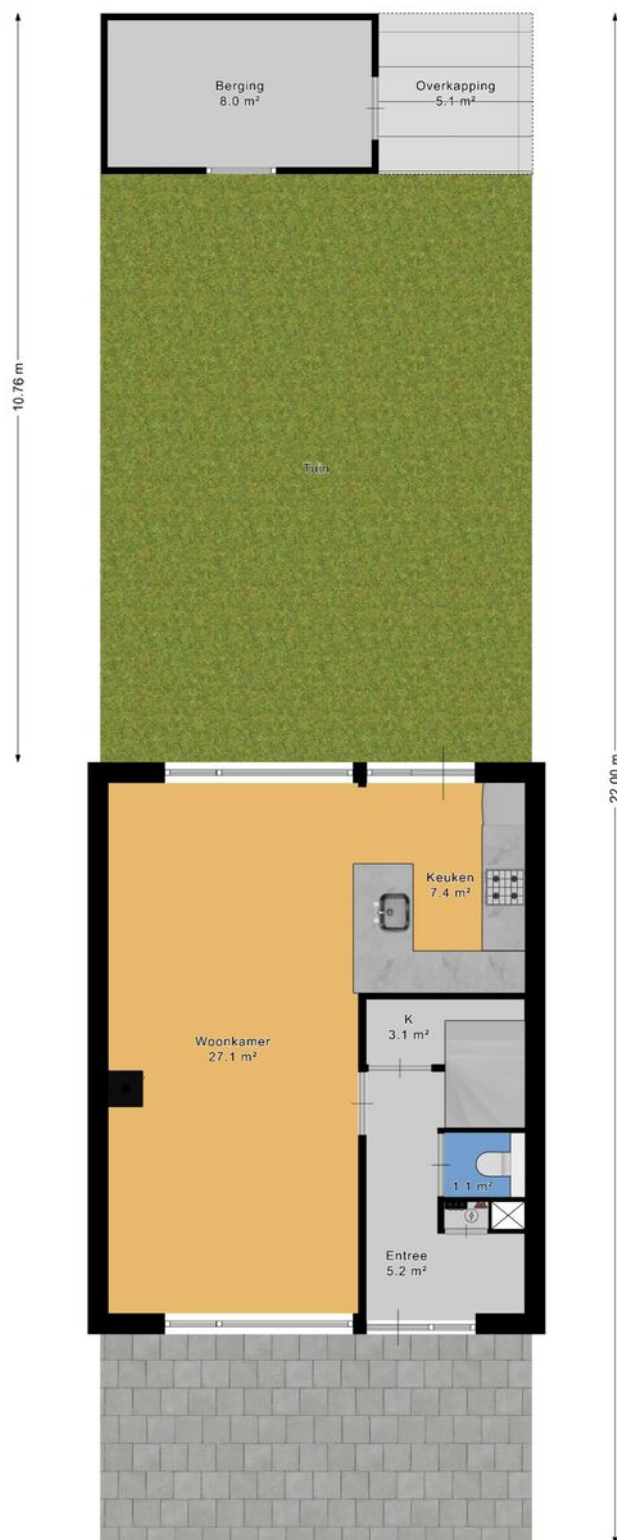 Berging
8.0 m²
Overkapping
5.1 m²
10.76 m
Tuin
22.00 m
Keuken
7.4 m²
K
3.1 m²
Woonkamer
27.1 m²
1.1 m²
Entree
5.2 m²